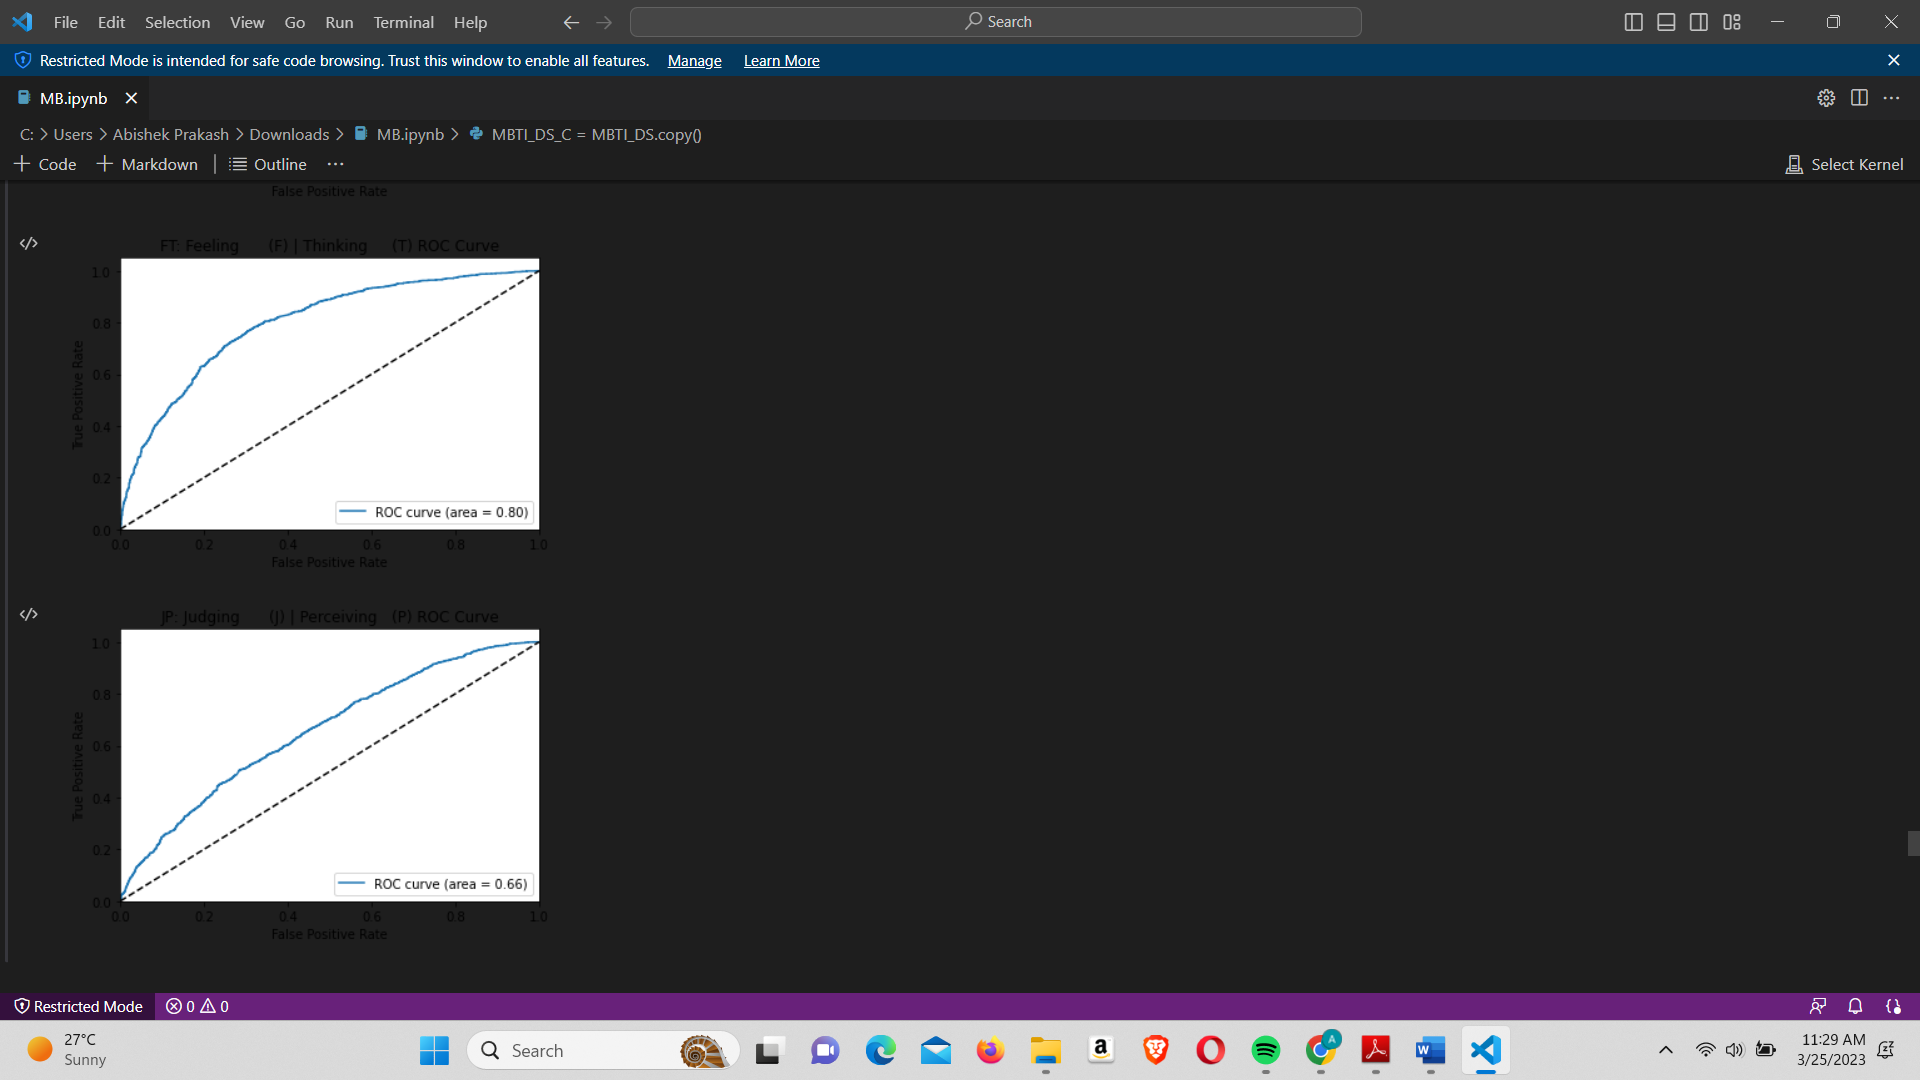 File Edit Selection View Go Run Terminal Help Search
Restricted Mode is intended for safe code browsing. Trust this window to enable all features. Manage Learn More
MB.ipynb
C: > Users > Abishek Prakash > Downloads > MB.ipynb > MBTI_DS_C = MBTI_DS.copy()
+ Code + Markdown | Outline ... Select Kernel
False Positive Rate
FT: Feeling (F) | Thinking (T) ROC Curve
1.0
0.8
0.6
0.4
0.2
0.0
True Positive Rate
ROC curve (area = 0.80)
0.0 0.2 0.4 0.6 0.8 1.0
False Positive Rate
JP: Judging (J) | Perceiving (P) ROC Curve
1.0
0.8
0.6
0.4
0.2
0.0
True Positive Rate
ROC curve (area = 0.66)
0.0 0.2 0.4 0.6 0.8 1.0
False Positive Rate
Restricted Mode 0 0
27°C
Sunny
Search
11:29 AM
3/25/2023